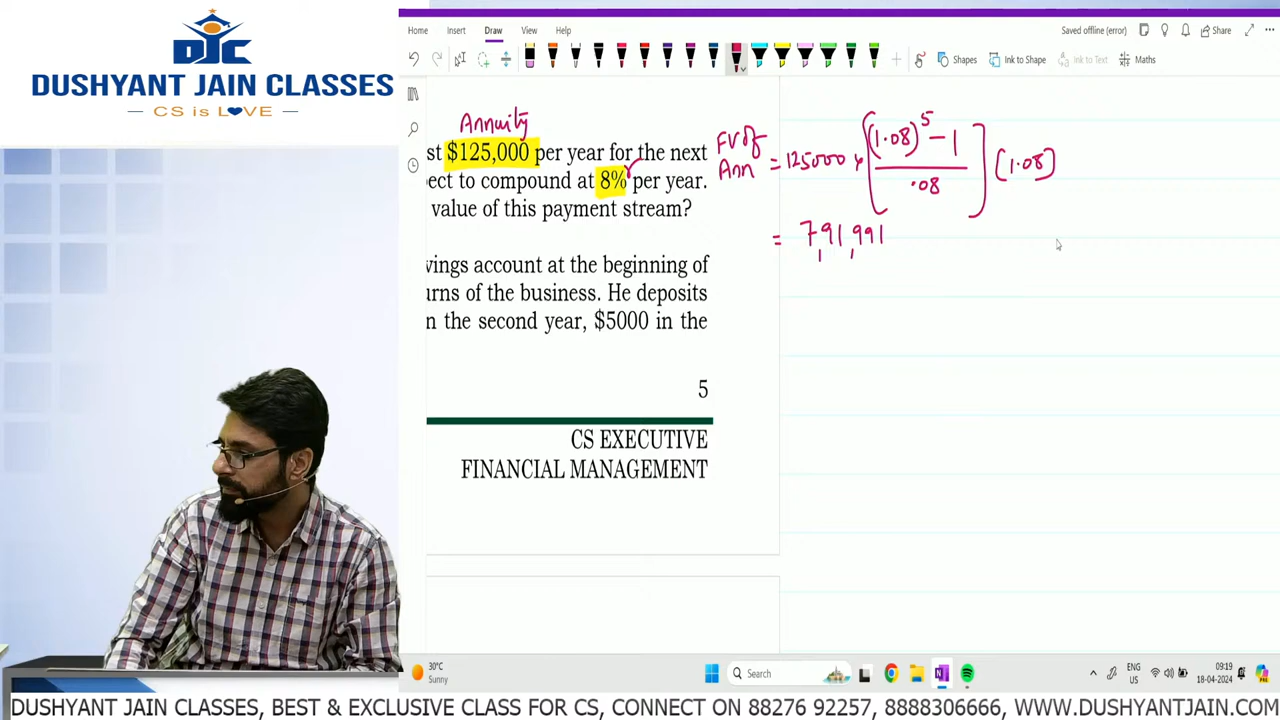 DJC
DUSHYANT JAIN CLASSES
CS is LOVE
Home Insert Draw View Help
Saved offline (error)
Share
Shapes
Ink to Shape
Ink to Text
Maths
Annuity
st $125,000 per year for the next
pect to compound at 8% per year.
value of this payment stream?
vings account at the beginning of
urns of the business. He deposits
n the second year, $5000 in the
5
CS EXECUTIVE
FINANCIAL MANAGEMENT
FV of Ann = 125000 × [(1.08)^5 - 1 / .08] (1.08)
= 791,991
30°C
Sunny
Search
ENG
US
09:19
18-04-2024
DUSHYANT JAIN CLASSES, BEST & EXCLUSIVE CLASS FOR CS, CONNECT ON 88276 92257, 8888306666, WWW.DUSHYANTJAIN.COM